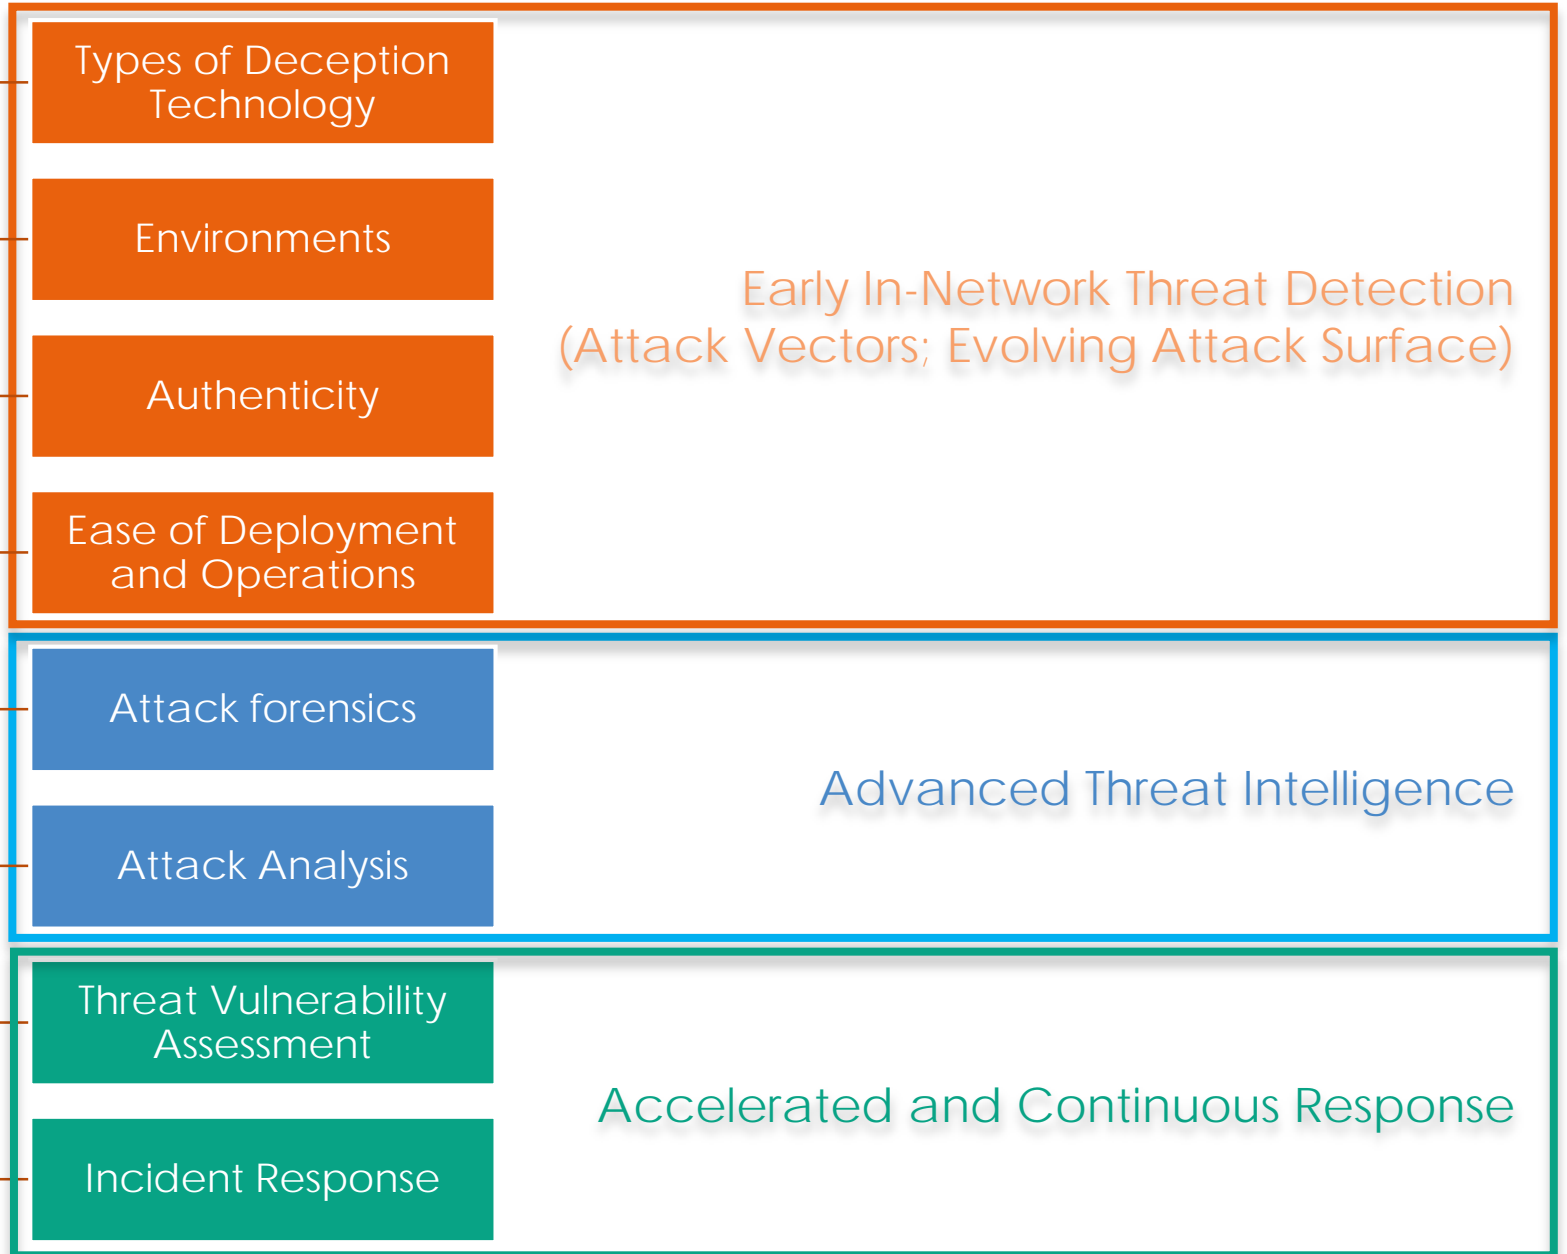 Types of Deception
Technology
Environments
Authenticity
Ease of Deployment
and Operations
Early In-Network Threat Detection
(Attack Vectors; Evolving Attack Surface)
Attack forensics
Attack Analysis
Advanced Threat Intelligence
Threat Vulnerability
Assessment
Incident Response
Accelerated and Continuous Response